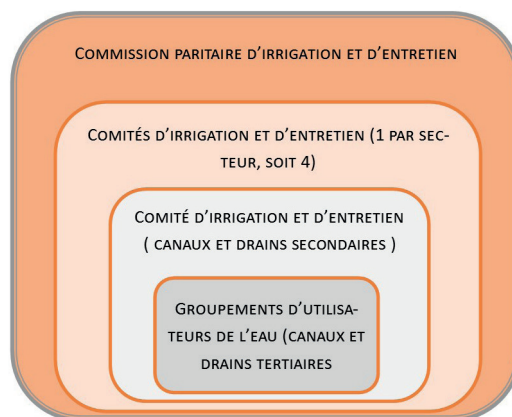 COMMISSION PARITAIRE D’IRRIGATION ET D’ENTRETIEN
COMITÉS D’IRRIGATION ET D’ENTRETIEN (1 PAR SEC-
TEUR, SOIT 4)
COMITÉ D’IRRIGATION ET D’ENTRETIEN
( CANAUX ET DRAINS SECONDAIRES )
GROUPEMENTS D’UTILISA-
TEURS DE L’EAU (CANAUX ET
DRAINS TERTIAIRES